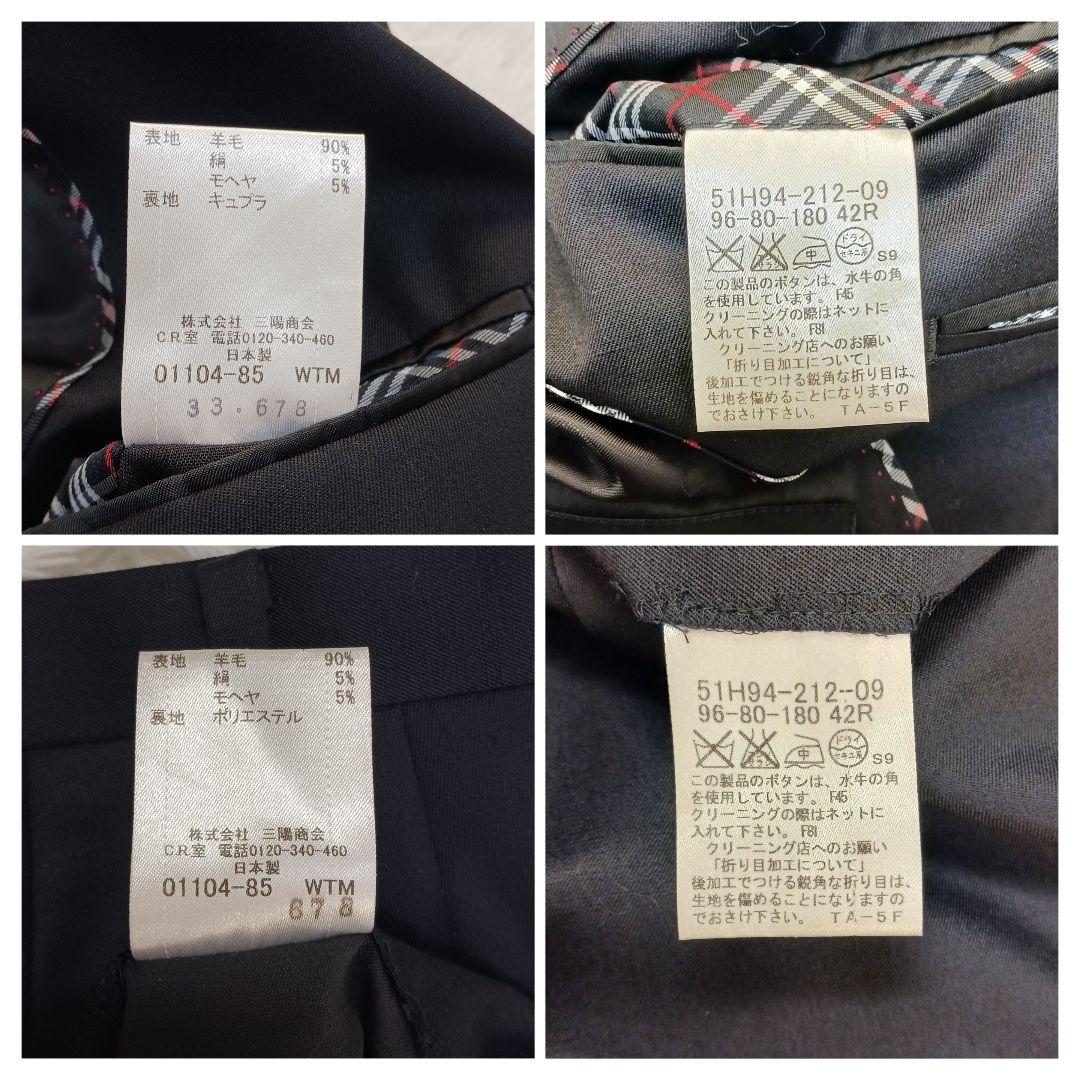 表地 羊毛 90%
絹 5%
モヘヤ 5%
裏地 キュプラ
株式会社 三陽商会
C.R室 電話0120-340-460
日本製
01104-85 WTM
33.678
51H94-212-09
96-80-180 42R
中 ドライ セキユ系 S9
この製品のボタンは、水牛の角
を使用しています。F45
クリーニングの際はネットに
入れて下さい。F81
クリーニング店へのお願い
「折り目加工について」
後加工でつける鋭角な折り目は、
生地を傷めることになりますの
でおさけ下さい。 TA-5F
表地 羊毛 90%
絹 5%
モヘヤ 5%
裏地 ポリエステル
株式会社 三陽商会
C.R室 電話0120-340-460
日本製
01104-85 WTM
678
51H94-212-09
96-80-180 42R
中 ドライ セキユ系 S9
この製品のボタンは、水牛の角
を使用しています。F45
クリーニングの際はネットに
入れて下さい。F81
クリーニング店へのお願い
「折り目加工について」
後加工でつける鋭角な折り目は、
生地を傷めることになりますの
でおさけ下さい。 TA-5F